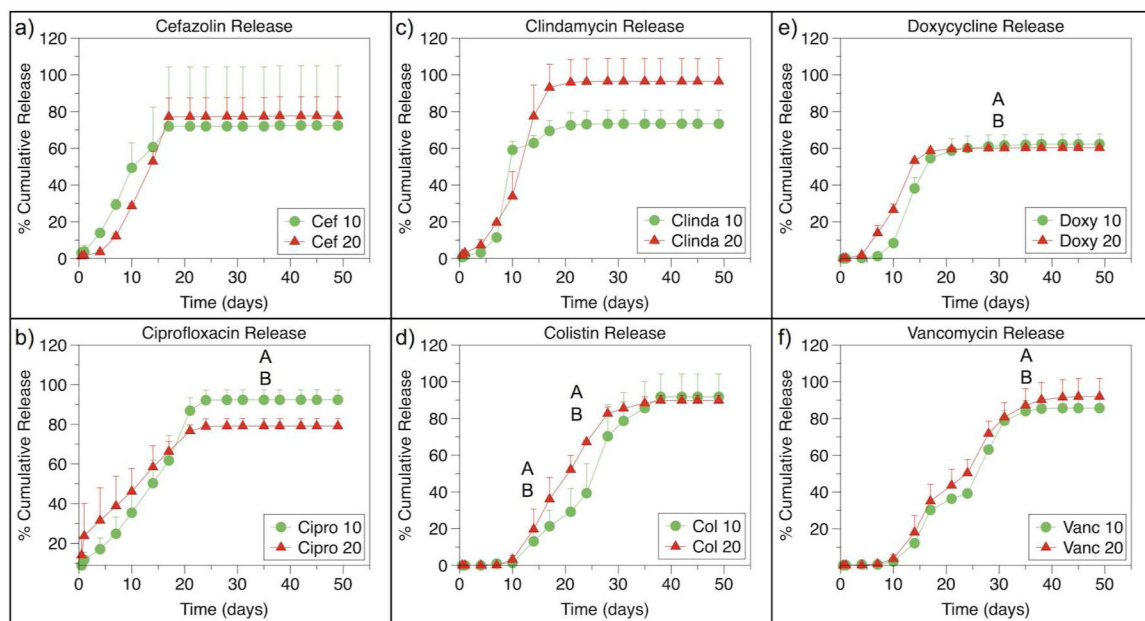 a) Cefazolin Release
120
100
80
60
40
20
0
% Cumulative Release
Cef 10
Cef 20
0 10 20 30 40 50
Time (days)
c) Clindamycin Release
120
100
80
60
40
20
0
% Cumulative Release
Clinda 10
Clinda 20
0 10 20 30 40 50
Time (days)
e) Doxycycline Release
120
100
80
60
40
20
0
% Cumulative Release
A
B
Doxy 10
Doxy 20
0 10 20 30 40 50
Time (days)
b) Ciprofloxacin Release
120
100
80
60
40
20
% Cumulative Release
A
B
Cipro 10
Cipro 20
0 10 20 30 40 50
Time (days)
d) Colistin Release
120
100
80
60
40
20
0
% Cumulative Release
A
B
A
B
Col 10
Col 20
0 10 20 30 40 50
Time (days)
f) Vancomycin Release
120
100
80
60
40
20
0
% Cumulative Release
A
B
Vanc 10
Vanc 20
0 10 20 30 40 50
Time (days)